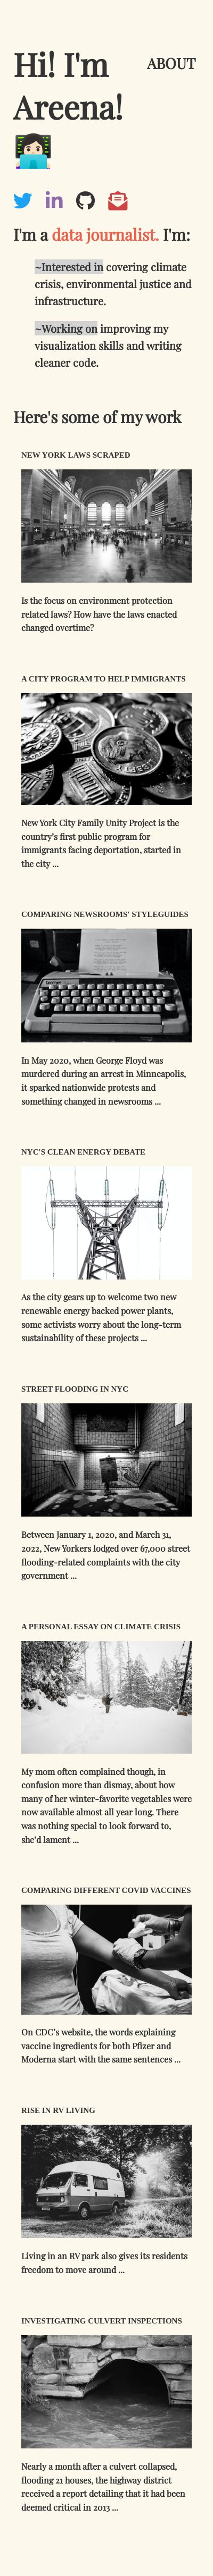 Hi! I'm
ABOUT
Areena!
I'm a data journalist. I'm:
~Interested in covering climate
crisis, environmental justice and
infrastructure.
~Working on improving my
visualization skills and writing
cleaner code.
Here's some of my work
NEW YORK LAWS SCRAPED
Is the focus on environment protection
related laws? How have the laws enacted
changed overtime?
A CITY PROGRAM TO HELP IMMIGRANTS
New York City Family Unity Project is the
country's first public program for
immigrants facing deportation, started in
the city ...
COMPARING NEWSROOMS' STYLEGUIDES
In May 2020, when George Floyd was
murdered during an arrest in Minneapolis,
it sparked nationwide protests and
something changed in newsrooms ...
NYC'S CLEAN ENERGY DEBATE
As the city gears up to welcome two new
renewable energy backed power plants,
some activists worry about the long-term
sustainability of these projects ...
STREET FLOODING IN NYC
Between January 1, 2020, and March 31,
2022, New Yorkers lodged over 67,000 street
flooding-related complaints with the city
government ...
A PERSONAL ESSAY ON CLIMATE CRISIS
My mom often complained though, in
confusion more than dismay, about how
many of her winter-favorite vegetables were
now available almost all year long. There
was nothing special to look forward to,
she'd lament ...
COMPARING DIFFERENT COVID VACCINES
On CDC's website, the words explaining
vaccine ingredients for both Pfizer and
Moderna start with the same sentences ...
RISE IN RV LIVING
Living in an RV park also gives its residents
freedom to move around ...
INVESTIGATING CULVERT INSPECTIONS
Nearly a month after a culvert collapsed,
flooding 21 houses, the highway district
received a report detailing that it had been
deemed critical in 2013 ...